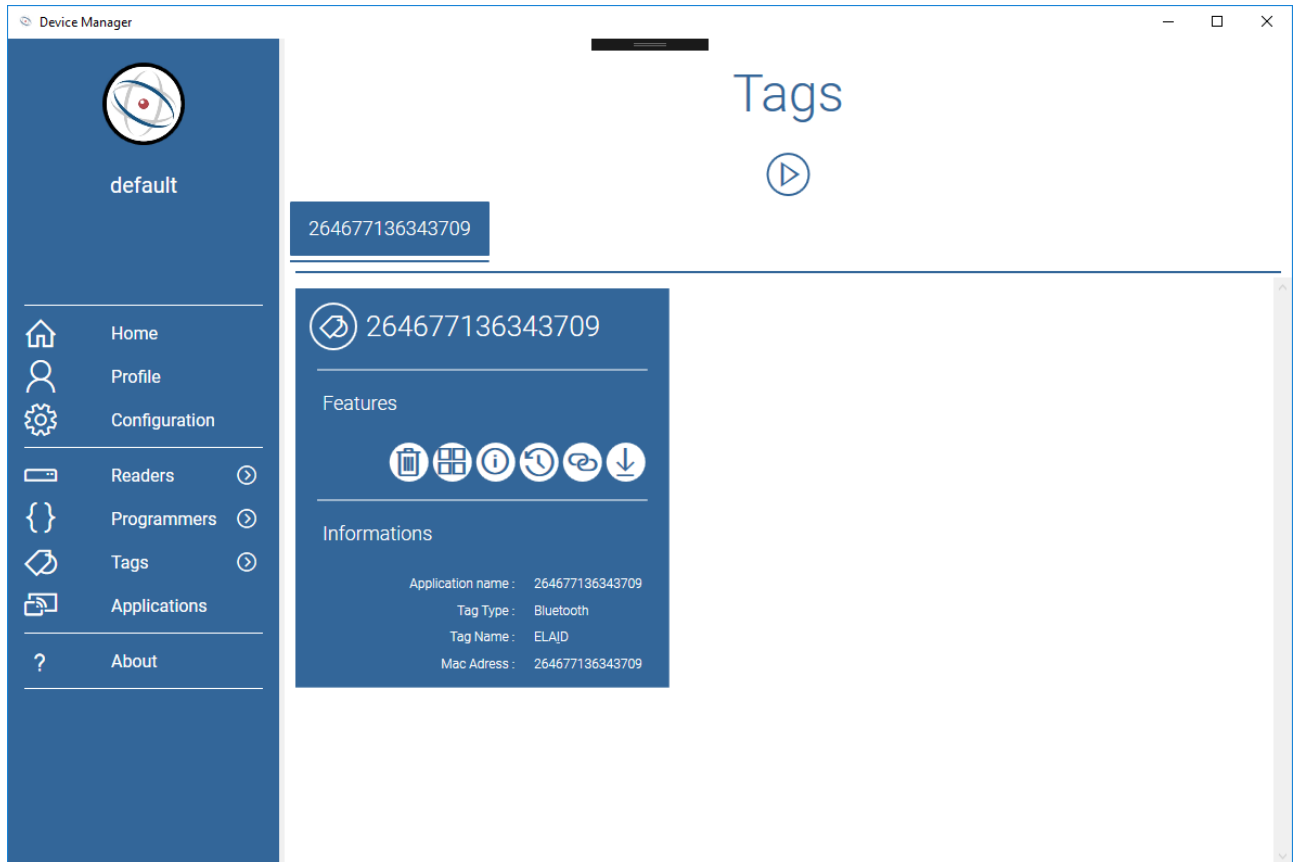 Device Manager
default
Home
Profile
Configuration
Readers
Programmers
Tags
Applications
? About
Tags
264677136343709
264677136343709
Features
Informations
Application name : 264677136343709
Tag Type : Bluetooth
Tag Name : ELAID
Mac Adress : 264677136343709